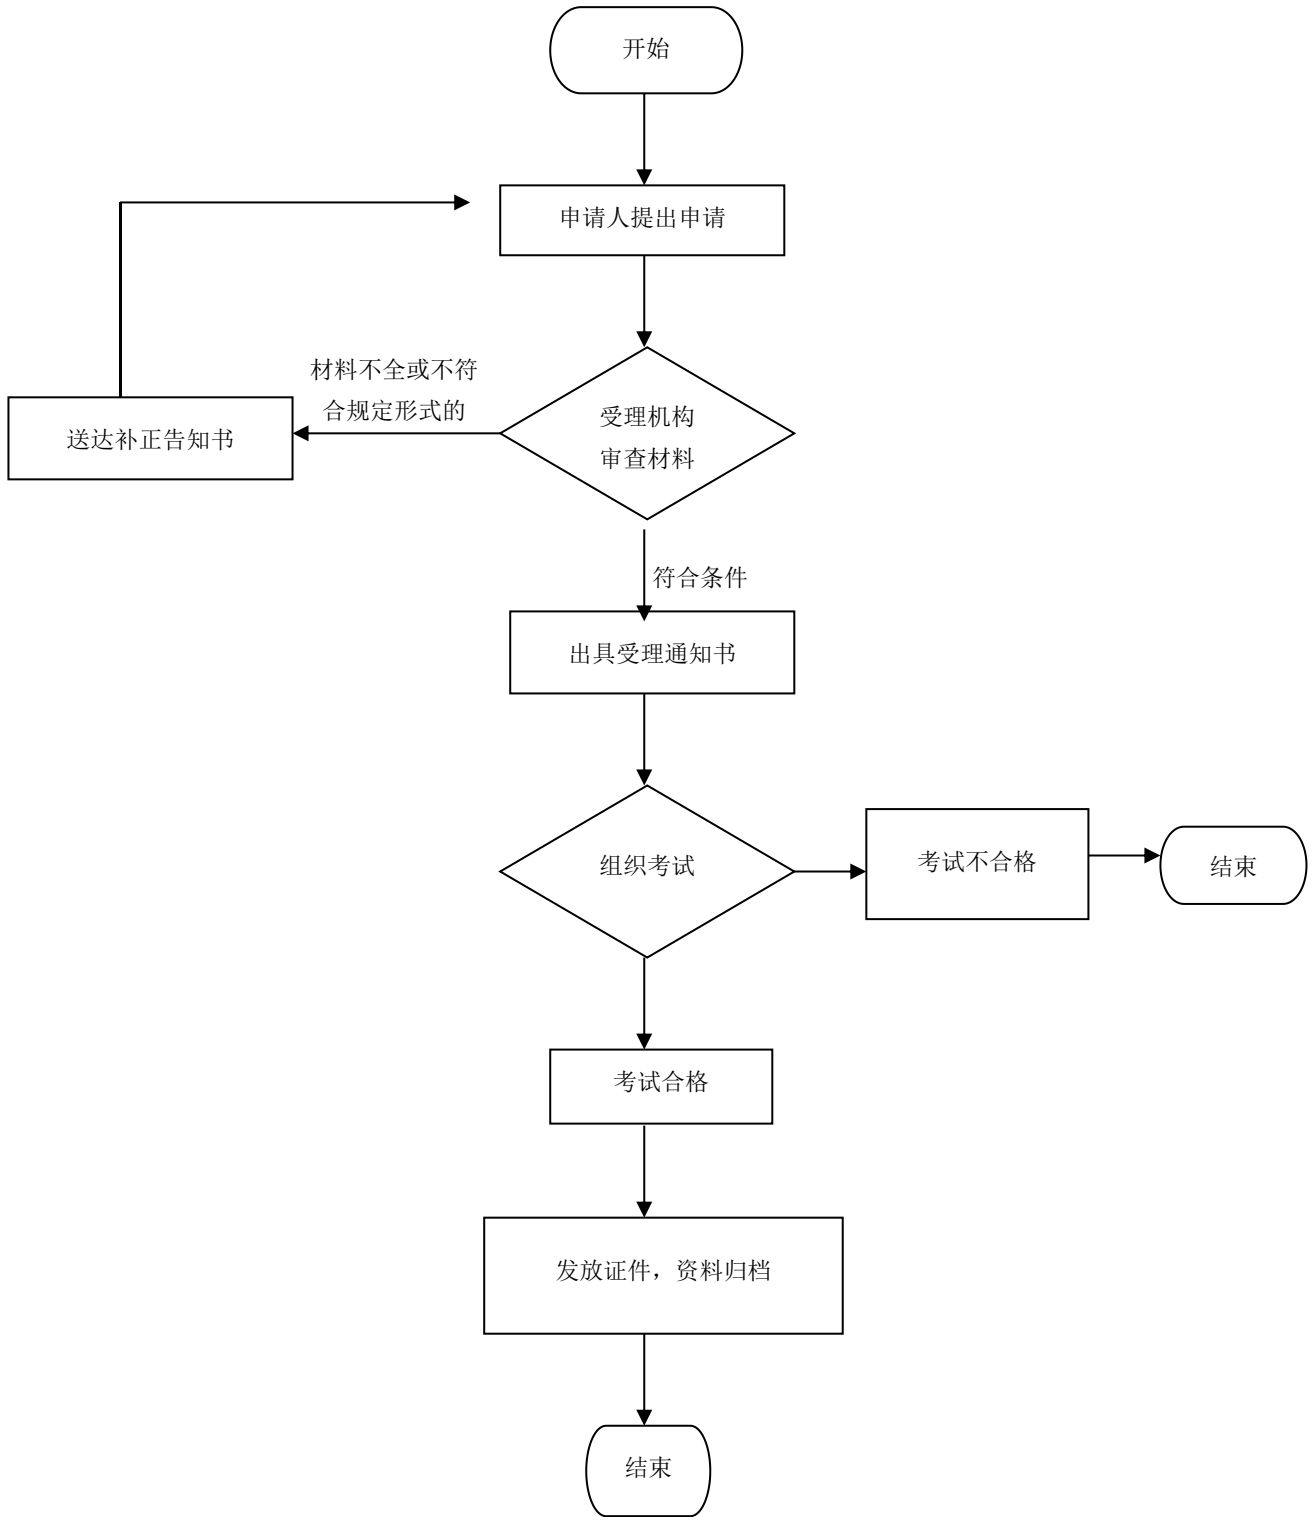 开始
申请人提出申请
材料不全或不符
合规定形式的
受理机构
审查材料
送达补正告知书
符合条件
出具受理通知书
组织考试
考试不合格
结束
考试合格
发放证件，资料归档
结束